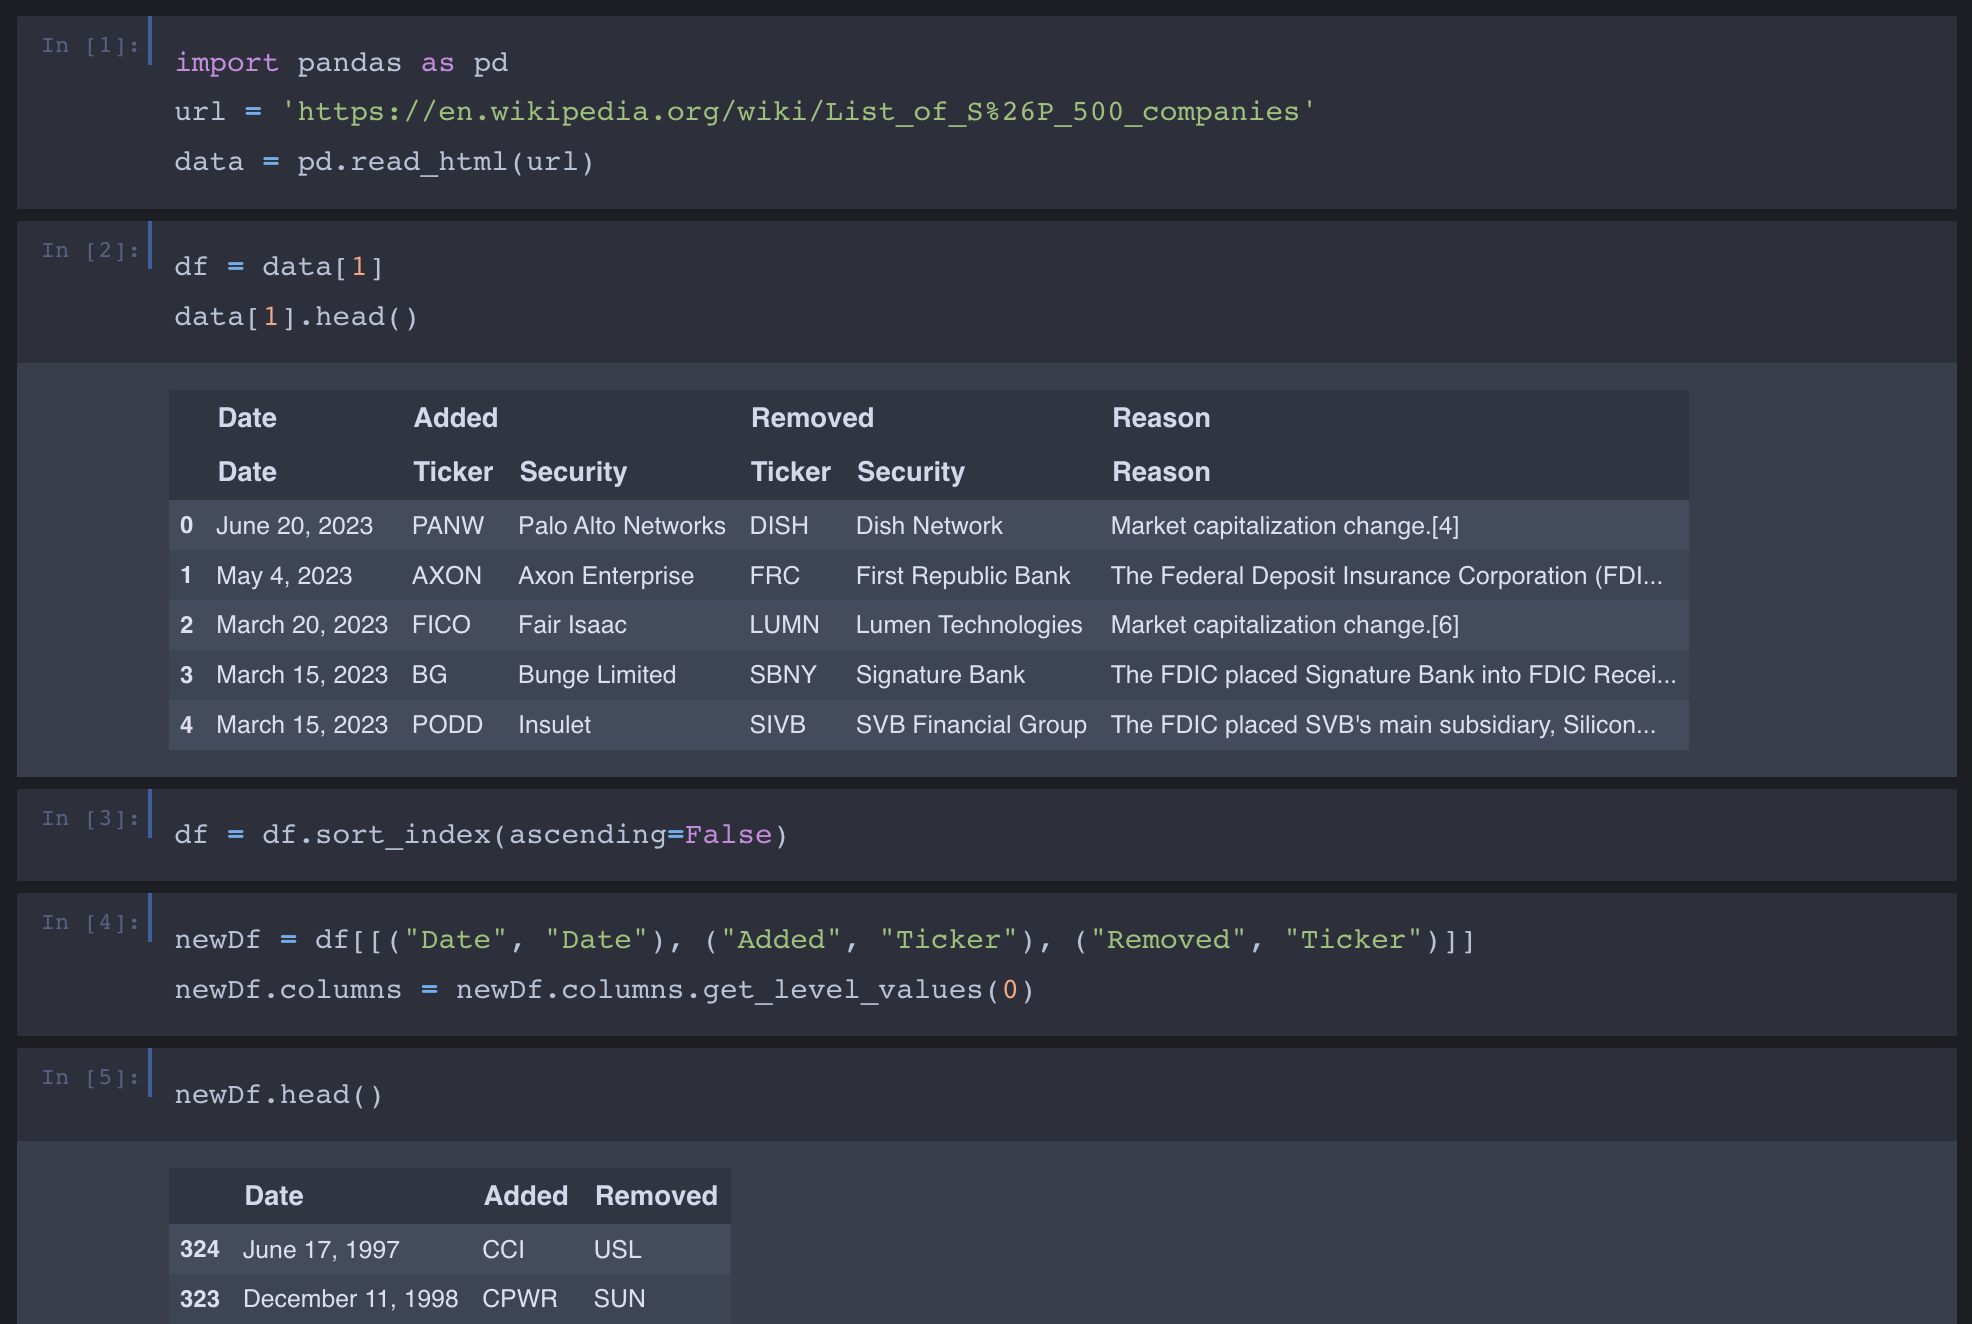 In [1]:
import pandas as pd
url = 'https://en.wikipedia.org/wiki/List_of_S%26P_500_companies'
data = pd.read_html(url)
In [2]:
df = data[1]
data[1].head()
Date Added Removed Reason
Date Ticker Security Ticker Security Reason
0 June 20, 2023 PANW Palo Alto Networks DISH Dish Network Market capitalization change.[4]
1 May 4, 2023 AXON Axon Enterprise FRC First Republic Bank The Federal Deposit Insurance Corporation (FDI...
2 March 20, 2023 FICO Fair Isaac LUMN Lumen Technologies Market capitalization change.[6]
3 March 15, 2023 BG Bunge Limited SBNY Signature Bank The FDIC placed Signature Bank into FDIC Recei...
4 March 15, 2023 PODD Insulet SIVB SVB Financial Group The FDIC placed SVB's main subsidiary, Silicon...
In [3]:
df = df.sort_index(ascending=False)
In [4]:
newDf = df[[("Date", "Date"), ("Added", "Ticker"), ("Removed", "Ticker")]]
newDf.columns = newDf.columns.get_level_values(0)
In [5]:
newDf.head()
Date Added Removed
324 June 17, 1997 CCI USL
323 December 11, 1998 CPWR SUN